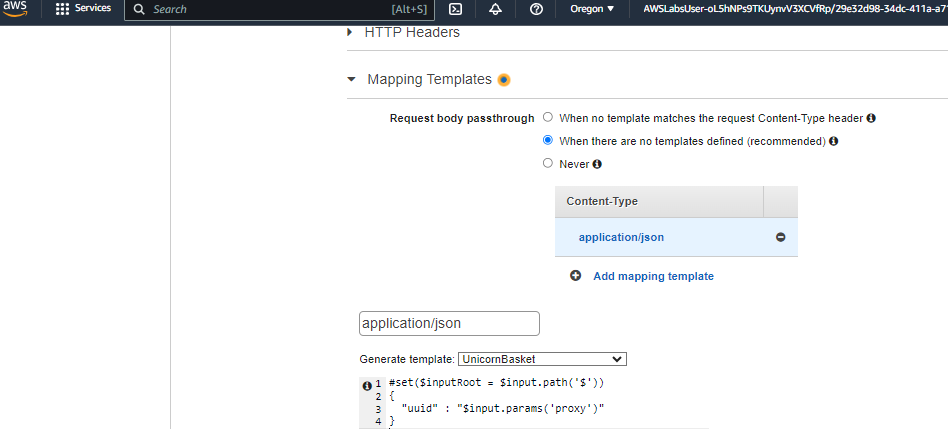 aws
Services
Search
[Alt+S]
Oregon ▼
AWSLabsUser-oL5hNPs9TKUynvV3XCVfRp/29e32d98-34dc-411a-a7
HTTP Headers
Mapping Templates
Request body passthrough
When no template matches the request Content-Type header
When there are no templates defined (recommended)
Never
Content-Type
application/json
Add mapping template
application/json
Generate template: UnicornBasket
1 #set($inputRoot = $input.path('$'))
2 {
3 "uuid" : "$input.params('proxy')"
4 }